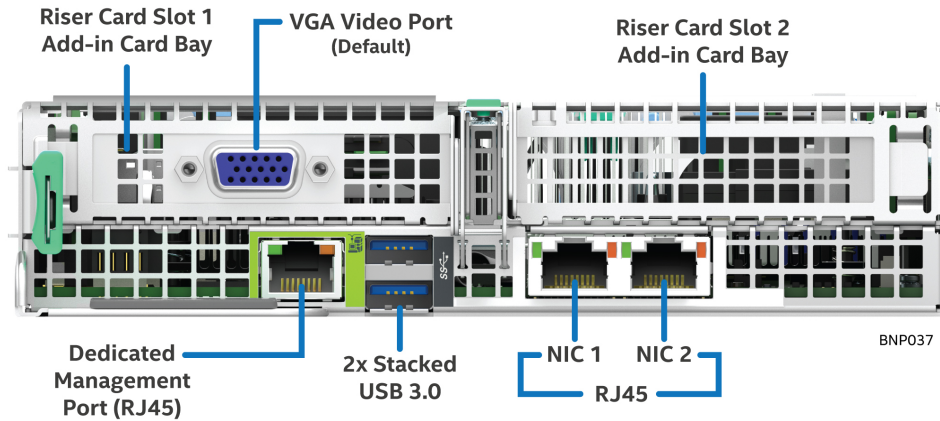 Riser Card Slot 1
Add-in Card Bay
VGA Video Port
(Default)
Riser Card Slot 2
Add-in Card Bay
SS
BNP037
Dedicated
Management
Port (RJ45)
2x Stacked
USB 3.0
NIC 1
NIC 2
RJ45